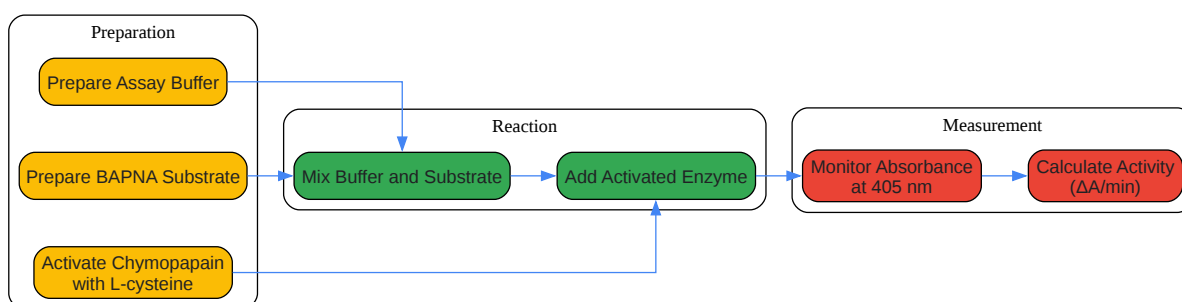 Preparation
Prepare Assay Buffer
Prepare BAPNA Substrate
Activate Chymopapain
with L-cysteine
Reaction
Mix Buffer and Substrate
Add Activated Enzyme
Measurement
Monitor Absorbance
at 405 nm
Calculate Activity
(ΔA/min)